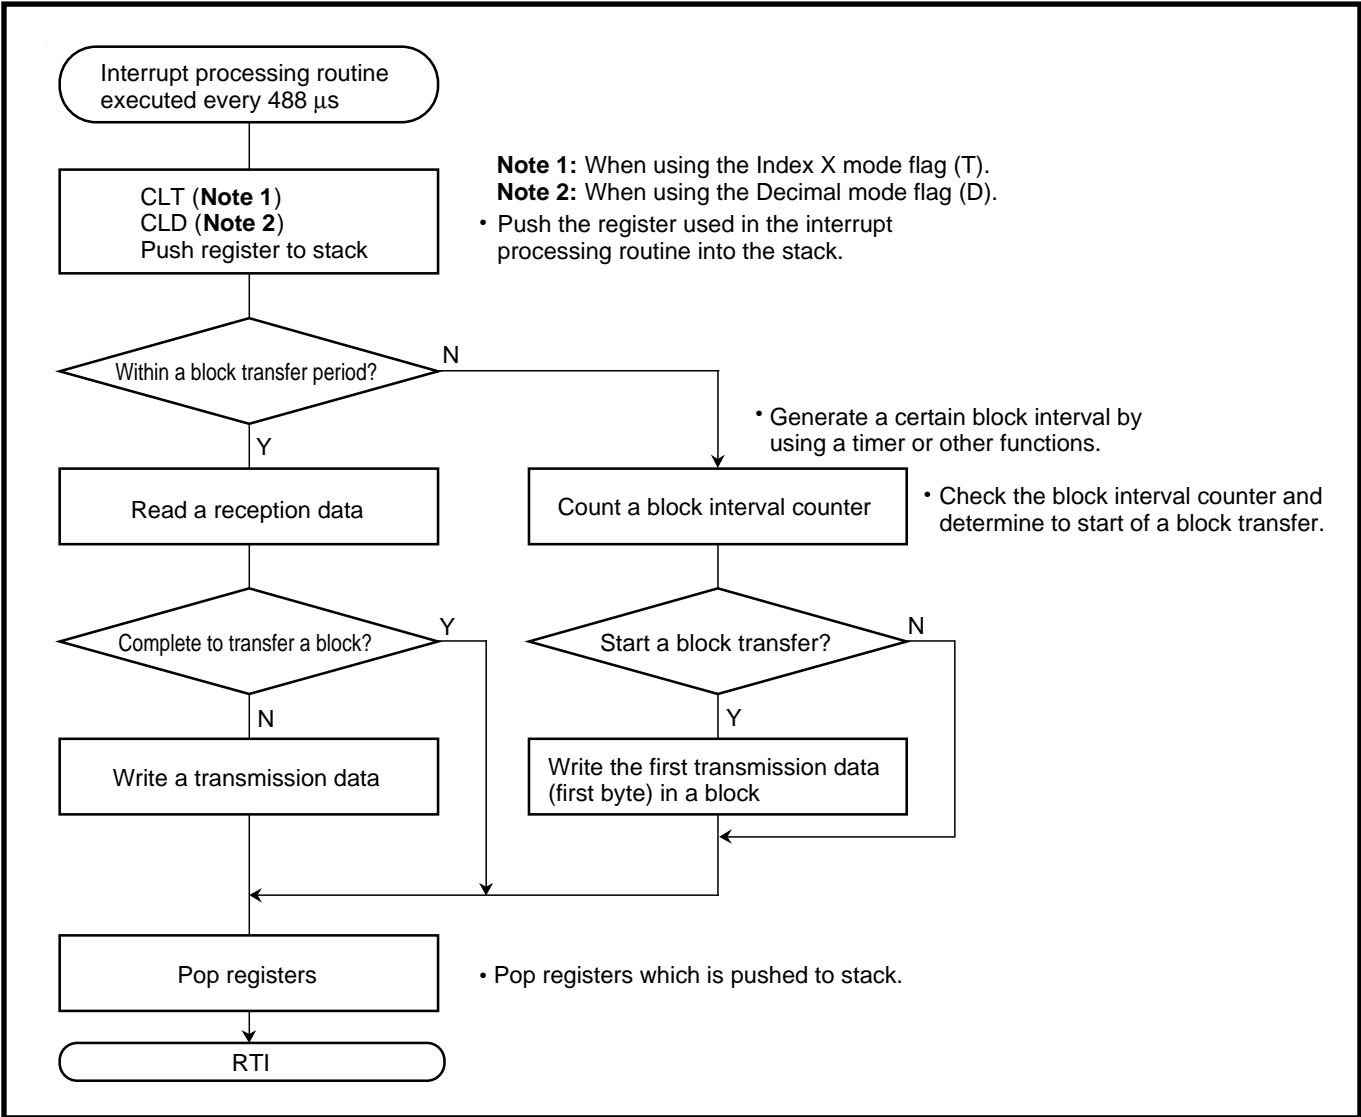 Interrupt processing routine
executed every 488 μs
CLT (Note 1)
CLD (Note 2)
Push register to stack
Note 1: When using the Index X mode flag (T).
Note 2: When using the Decimal mode flag (D).
• Push the register used in the interrupt
processing routine into the stack.
Within a block transfer period?
N
Y
• Generate a certain block interval by
using a timer or other functions.
Read a reception data
Count a block interval counter
• Check the block interval counter and
determine to start of a block transfer.
Complete to transfer a block?
Y
N
Start a block transfer?
N
Y
Write a transmission data
Write the first transmission data
(first byte) in a block
Pop registers
• Pop registers which is pushed to stack.
RTI